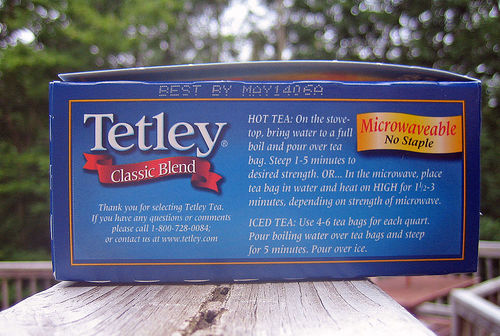 BEST BY MAY1406A
Tetley®
Classic Blend
Thank you for selecting Tetley Tea.
If you have any questions or comments
please call 1-800-728-0084;
or contact us at www.tetley.com
HOT TEA: On the stove-
top, bring water to a full
boil and pour over tea
bag. Steep 1-5 minutes to
desired strength. OR... In the microwave, place
tea bag in water and heat on HIGH for 1½-3
minutes, depending on strength of microwave.
ICED TEA: Use 4-6 tea bags for each quart.
Pour boiling water over tea bags and steep
for 5 minutes. Pour over ice.
Microwaveable
No Staple